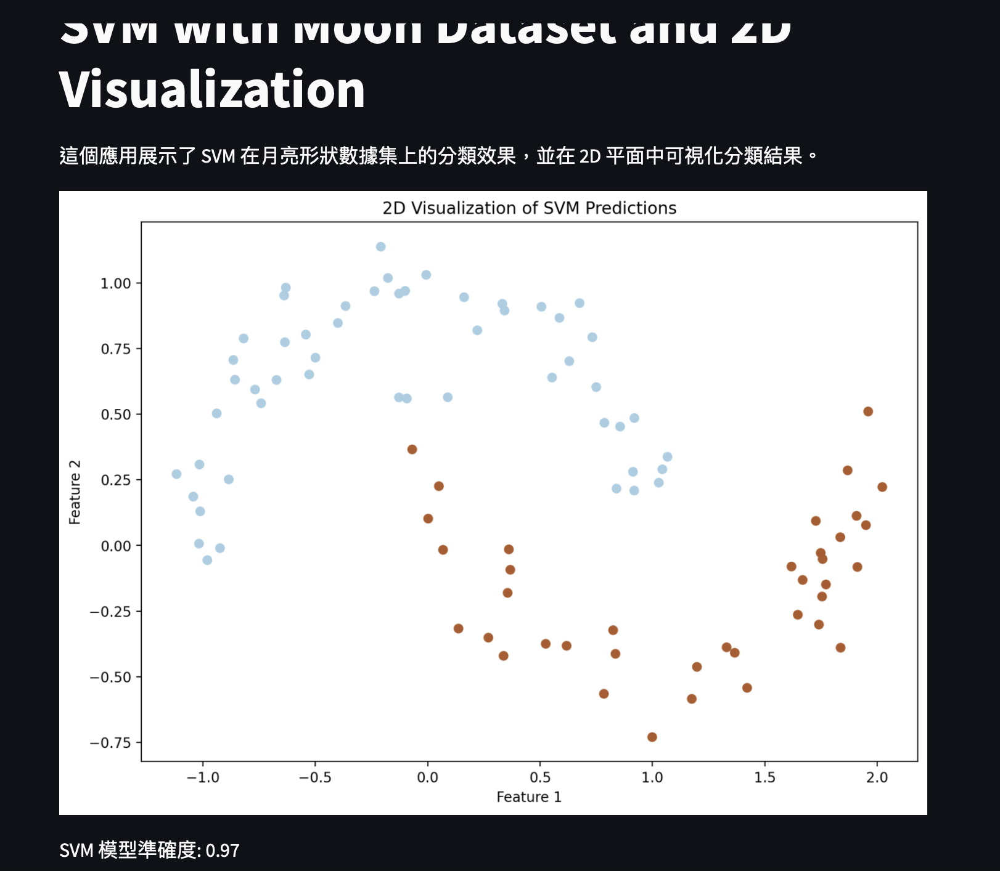 SVM with Moon Dataset and 2D
Visualization
這個應用展示了 SVM 在月亮形狀數據集上的分類效果，並在 2D 平面中可視化分類結果。
2D Visualization of SVM Predictions
1.00
0.75
0.50
0.25
0.00
−0.25
−0.50
−0.75
Feature 2
−1.0
−0.5
0.0
0.5
1.0
1.5
2.0
Feature 1
SVM 模型準確度: 0.97